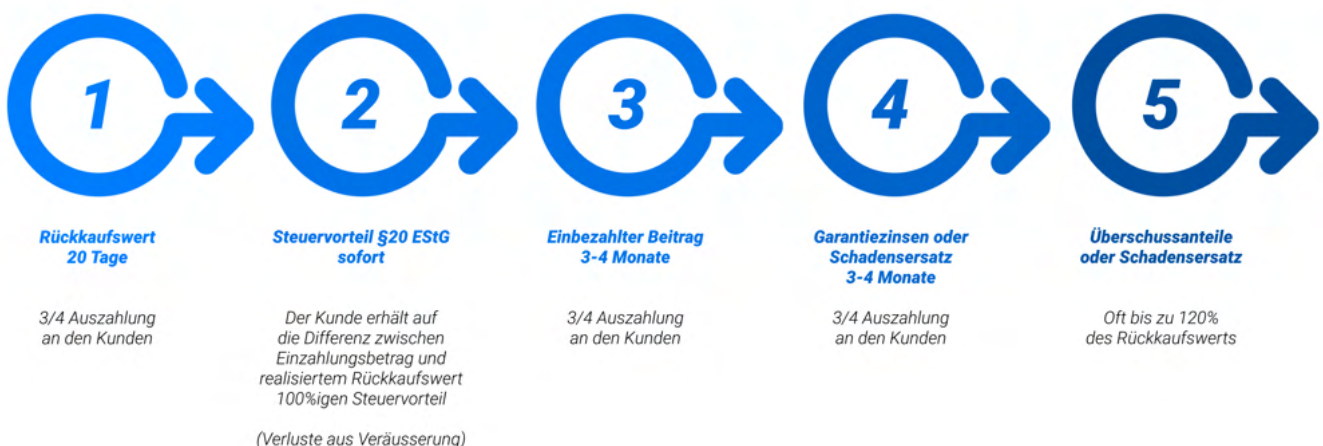 1
Rückkaufswert
20 Tage
3/4 Auszahlung
an den Kunden
2
Steuervorteil §20 EStG
sofort
Der Kunde erhält auf
die Differenz zwischen
Einzahlungsbetrag und
realisiertem Rückkaufswert
100%igen Steuervorteil
(Verluste aus Veräusserung)
3
Einbezahlter Beitrag
3-4 Monate
3/4 Auszahlung
an den Kunden
4
Garantiezinsen oder
Schadensersatz
3-4 Monate
3/4 Auszahlung
an den Kunden
5
Überschussanteile
oder Schadensersatz
Oft bis zu 120%
des Rückkaufswerts